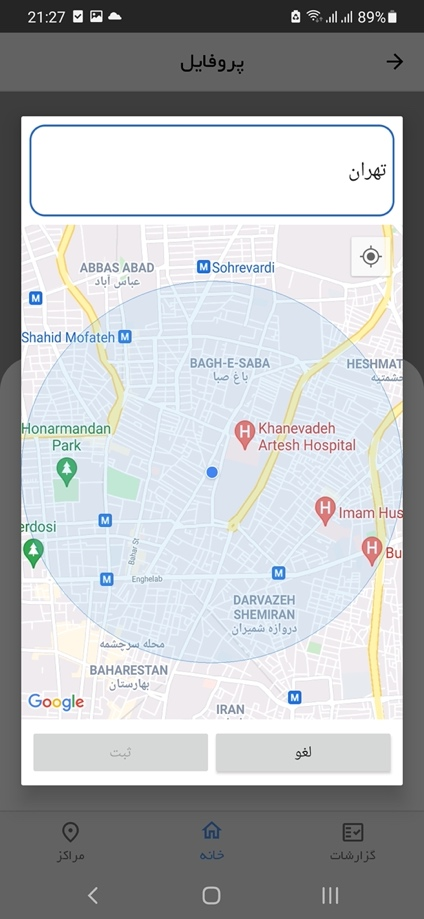 21:27
89%
پروفایل
تهران
ABBAS ABAD
عباس آباد
M Sohrevardi
M
Shahid Mofateh M
BAGH-E-SABA
باغ صبا
HESHMAT
حشمتیه
Honarmandan
Park
H Khanevadeh
Artesh Hospital
H Imam Hus
erdosi
M
H Bu
Bahar St
Enghelab
M
M
DARVAZEH
SHEMIRAN
دروازه شمیران
محله سرچشمه
BAHARESTAN
بهارستان
M
IRAN
Google
ثبت
لغو
مراکز
خانه
گزارشات